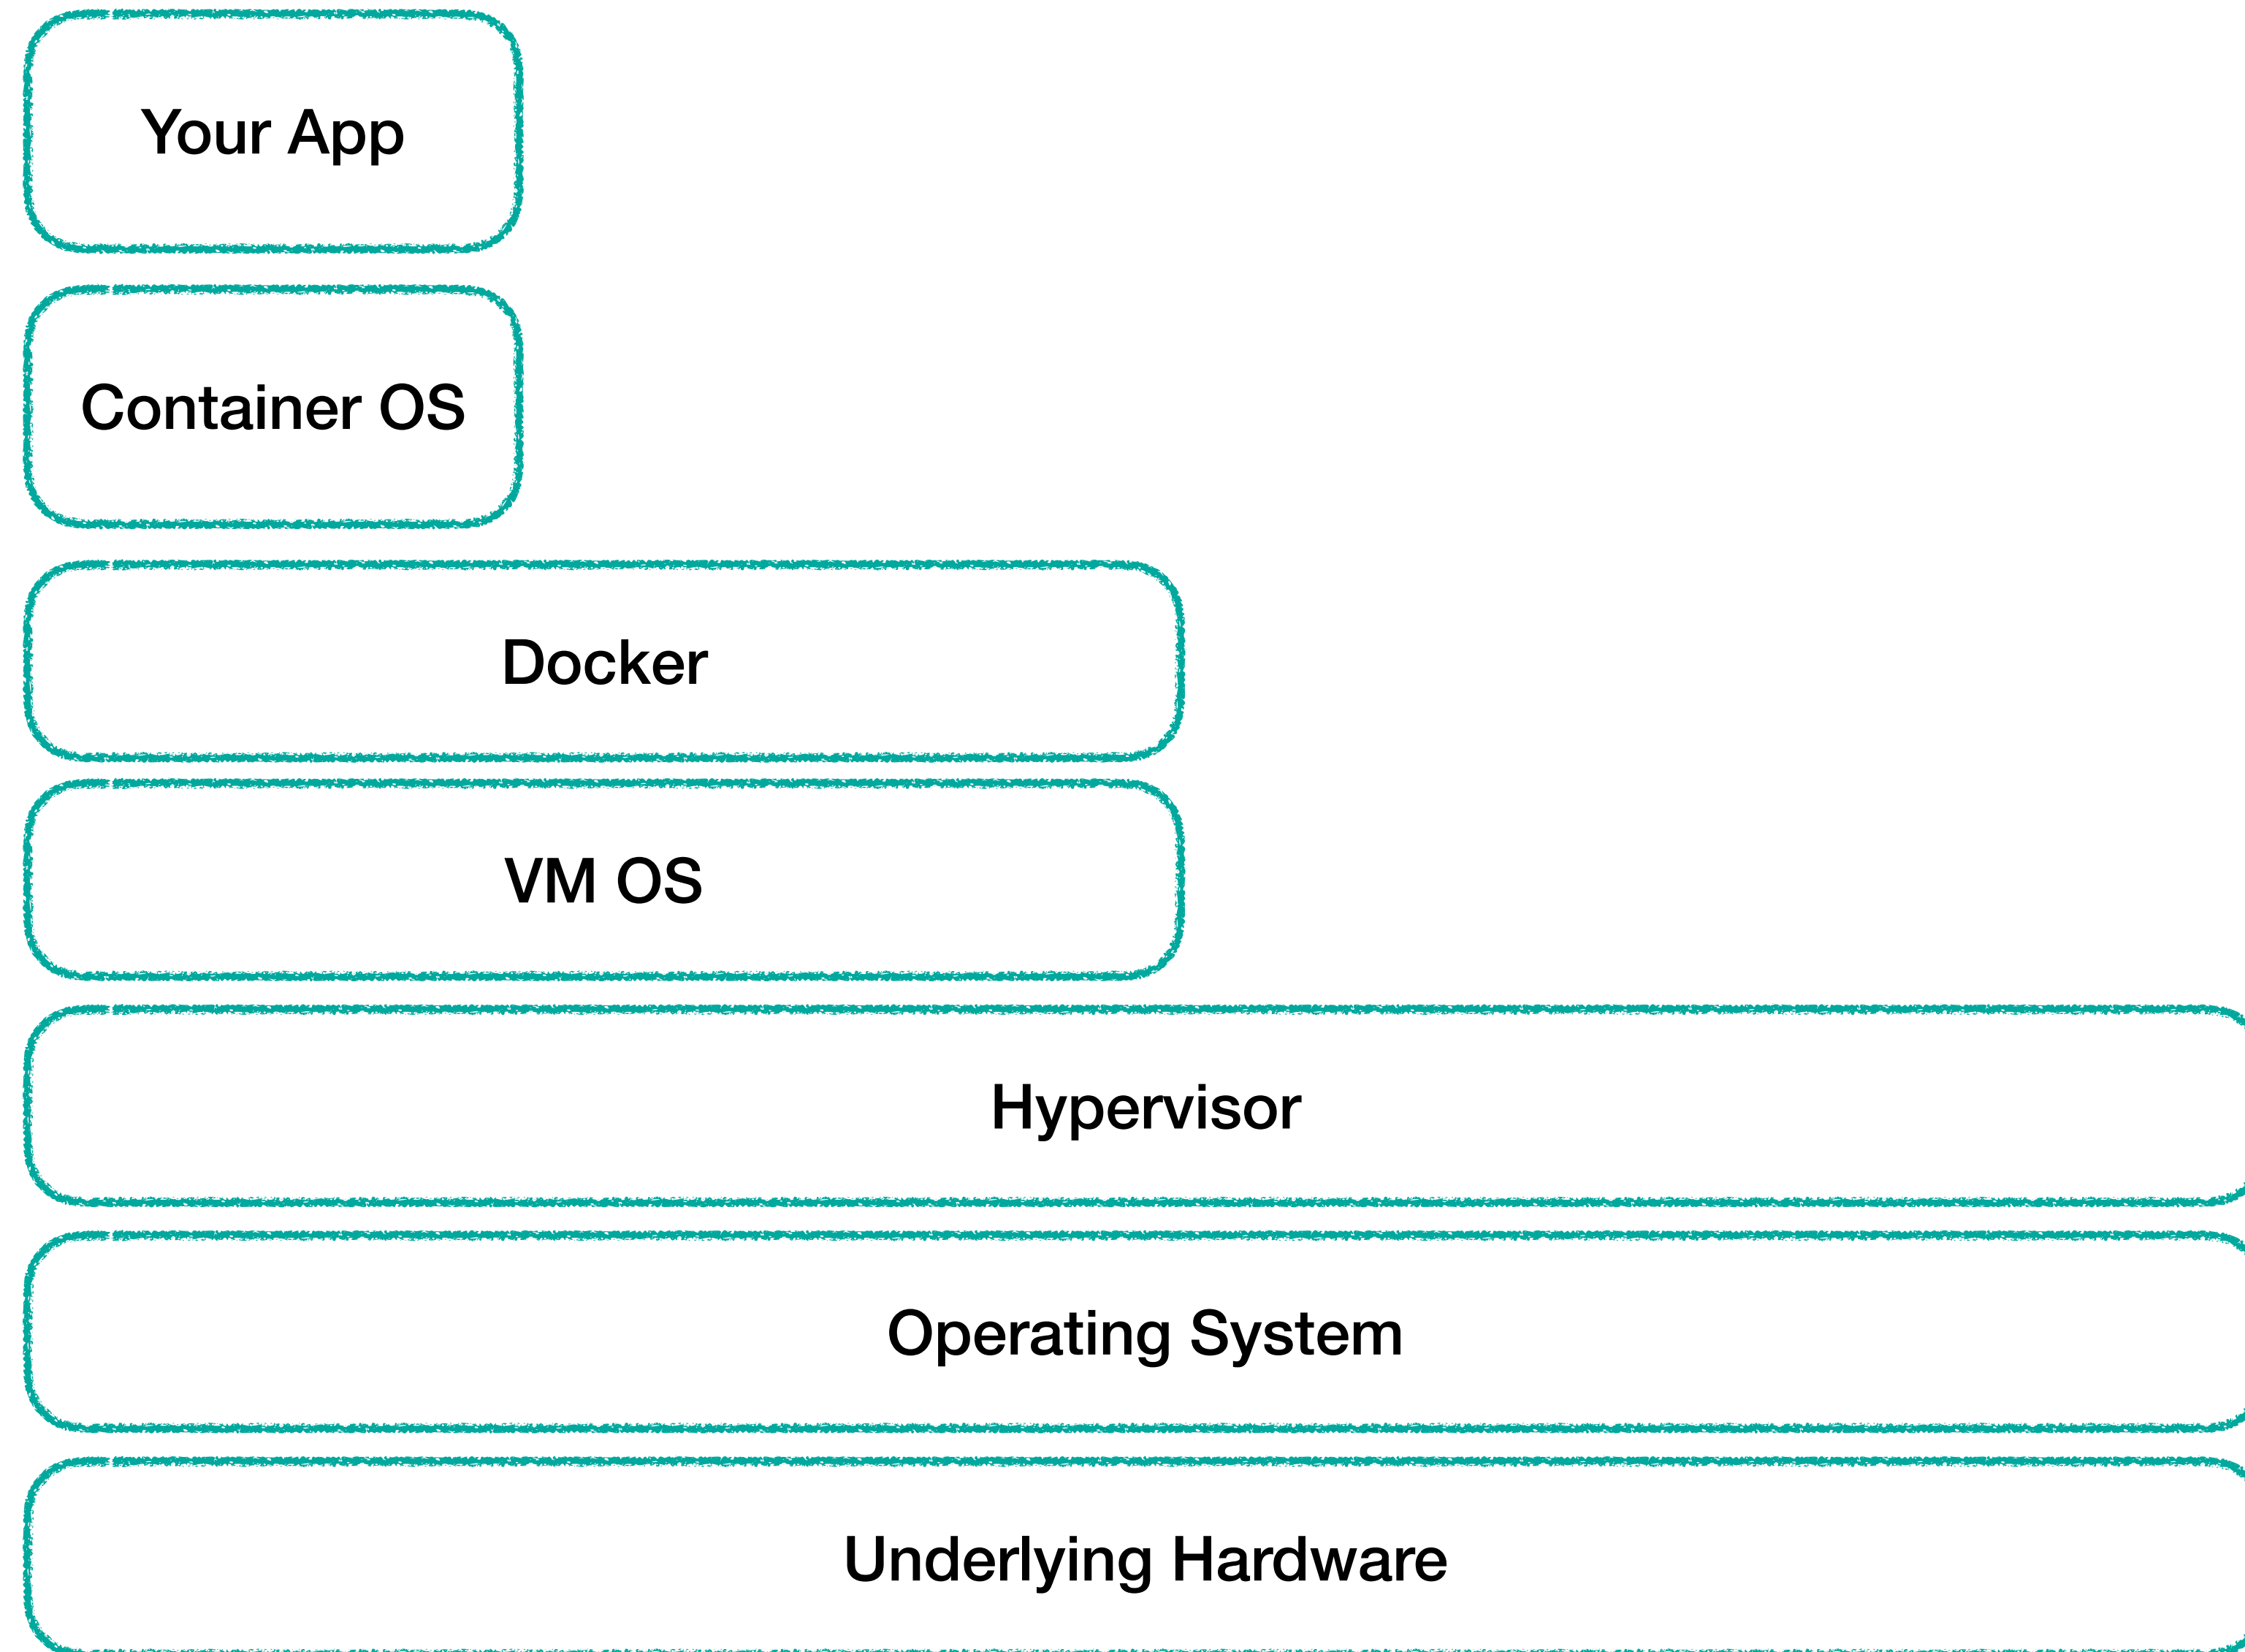 Your App
Container OS
Docker
VM OS
Hypervisor
Operating System
Underlying Hardware